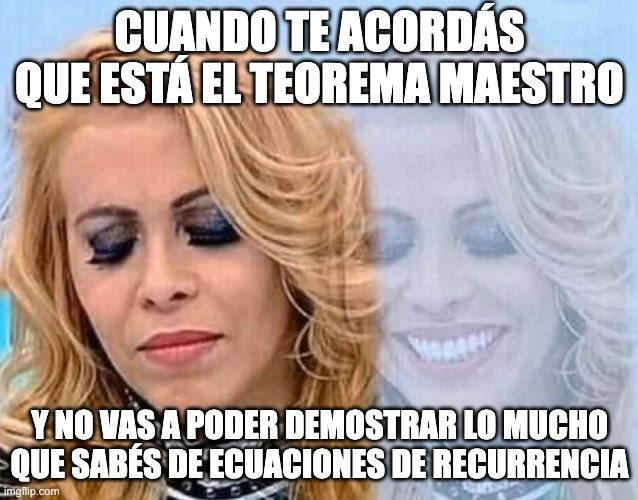 CUANDO TE ACORDÁS
QUE ESTÁ EL TEOREMA MAESTRO
Y NO VAS A PODER DEMOSTRAR LO MUCHO
QUE SABÉS DE ECUACIONES DE RECURRENCIA
imgflip.com